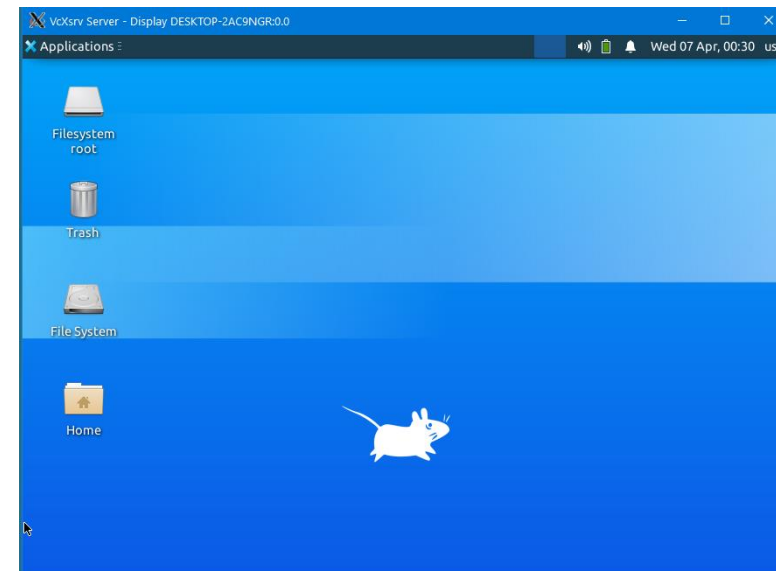 VcXsrv Server - Display DESKTOP-2AC9NGR:0.0
Applications Wed 07 Apr, 00:30 us
Filesystem
root
Trash
File System
Home